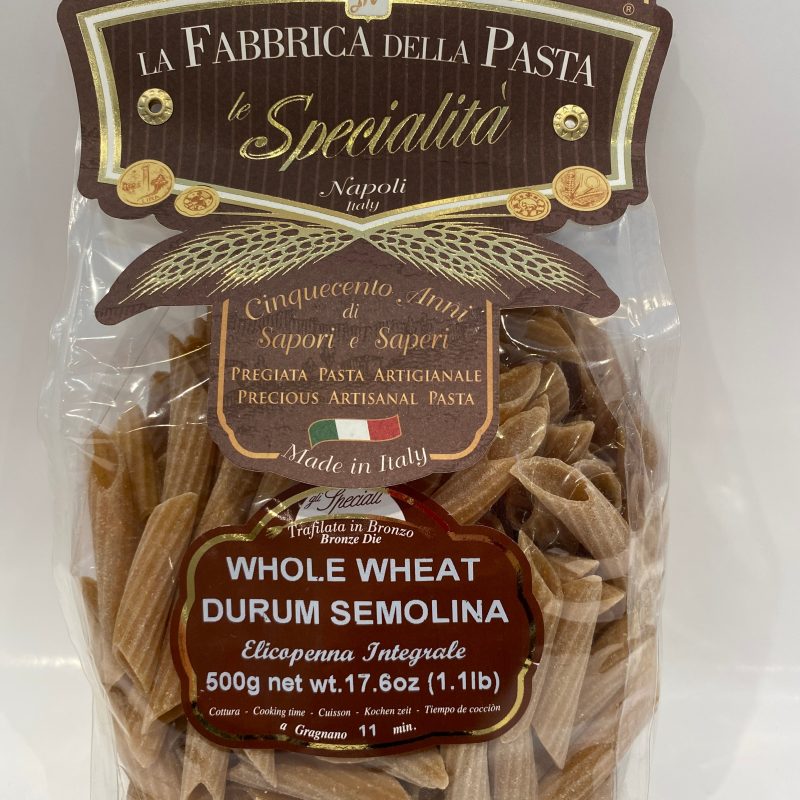 ®
LA FABBRICA DELLA PASTA
le Specialità
Napoli
Italy
Cinquecento Anni
di
Sapori e Saperi
PREGIATA PASTA ARTIGIANALE
PRECIOUS ARTISANAL PASTA
Made in Italy
gli Speciali
Trafilata in Bronzo
Bronze Die
WHOLE WHEAT
DURUM SEMOLINA
Elicopenna Integrale
500g net wt.17.6oz (1.1lb)
Cottura - Cooking time - Cuisson - Kochen zeit - Tiempo de cocciòn
a Gragnano 11 min.